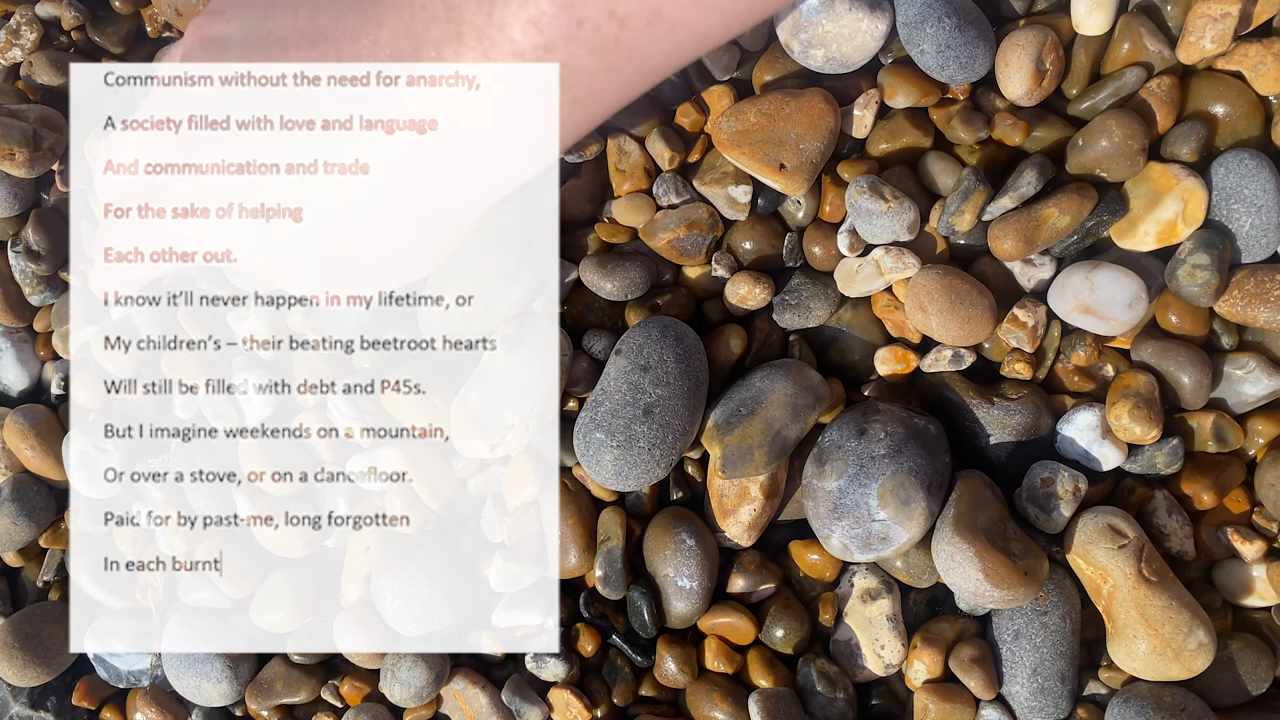 Communism without the need for anarchy,
A society filled with love and language
And communication and trade
For the sake of helping
Each other out.
I know it’ll never happen in my lifetime, or
My children’s – their beating beetroot hearts
Will still be filled with debt and P45s.
But I imagine weekends on a mountain,
Or over a stove, or on a dancefloor.
Paid for by past-me, long forgotten
In each burnt